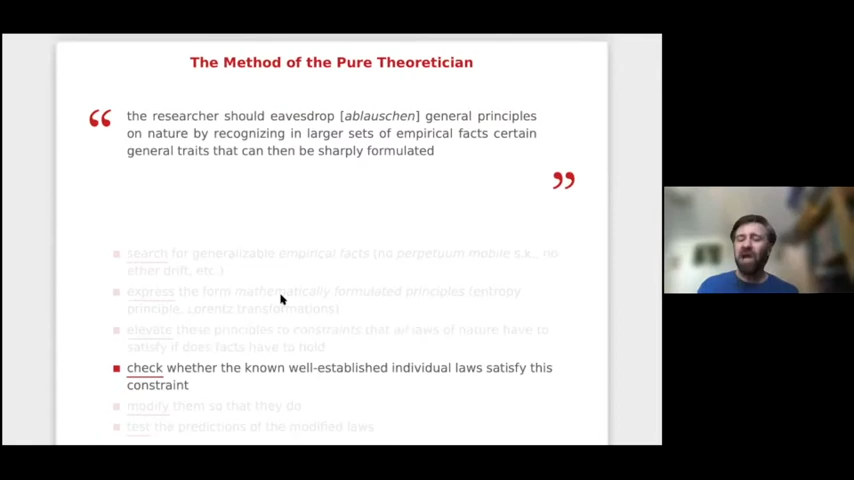 The Method of the Pure Theoretician
“ the researcher should eavesdrop [ablauschen] general principles
on nature by recognizing in larger sets of empirical facts certain
general traits that can then be sharply formulated
”
▪ search for generalizable empirical facts (no perpetuum mobile s.x., no
ether drift, etc.)
▪ express the form mathematically formulated principles (entropy
principle, Lorentz transformations)
▪ elevate these principles to constraints that all laws of nature have to
satisfy if does facts have to hold
▪ check whether the known well-established individual laws satisfy this
constraint
▪ modify them so that they do
▪ test the predictions of the modified laws